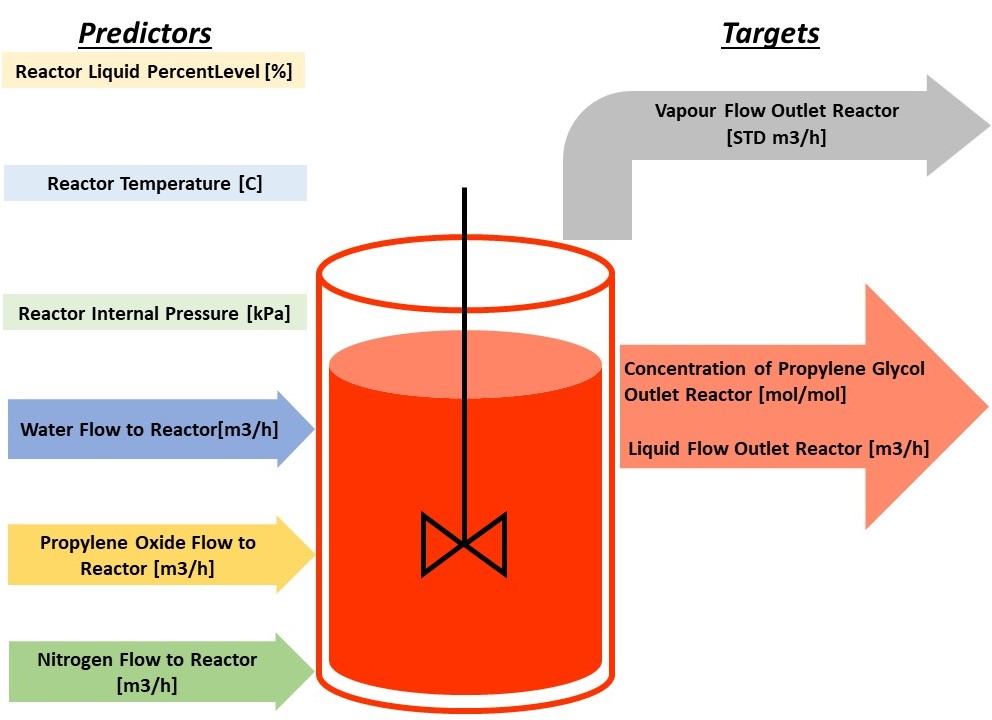 Predictors
Reactor Liquid PercentLevel [%]
Reactor Temperature [C]
Reactor Internal Pressure [kPa]
Water Flow to Reactor[m3/h]
Propylene Oxide Flow to
Reactor [m3/h]
Nitrogen Flow to Reactor
[m3/h]
Targets
Vapour Flow Outlet Reactor
[STD m3/h]
Concentration of Propylene Glycol
Outlet Reactor [mol/mol]
Liquid Flow Outlet Reactor [m3/h]